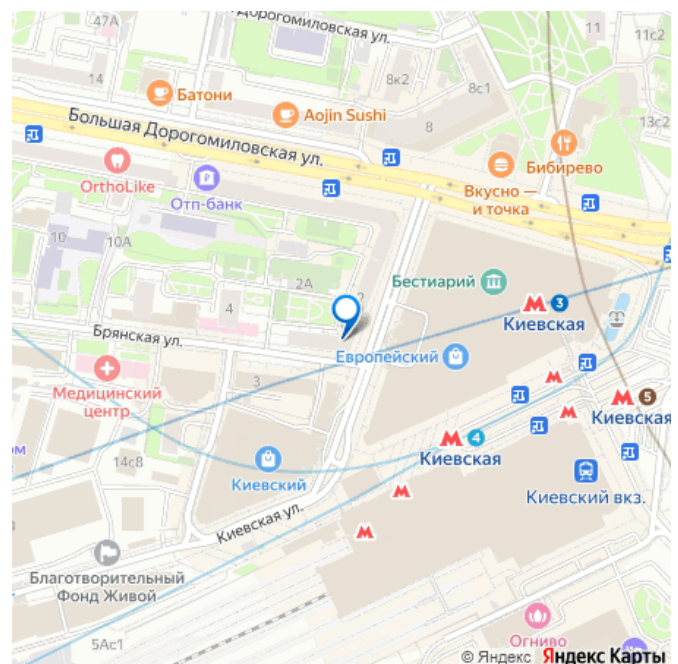 Дорогомиловская ул.
11
11с2
14
Батони
8к2
8с1
Aojin Sushi
13с2
Большая Дорогомиловская ул.
8
OrthoLike
Бибирево
Отп-банк
Вкусно —
и точка
10
10А
2А
Бестиарий
3
4
2
Киевская
Брянская ул.
Европейский
3
Медицинский
центр
5
Киевская
4
14с8
Киевский
Киевская
Киевский вкз.
Киевская ул.
Благотворительный
Фонд Живой
5Ас1
Огниво
© Яндекс Яндекс Карты